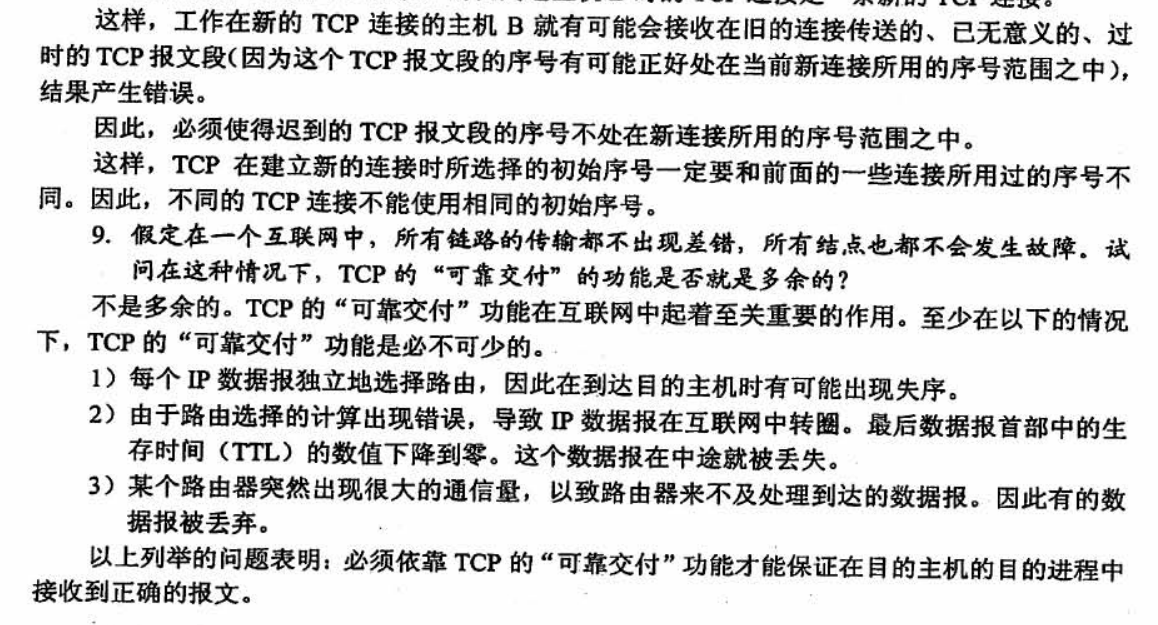 这样，工作在新的 TCP 连接的主机 B 就有可能会接收在旧的连接传送的、已无意义的、过
时的 TCP 报文段(因为这个 TCP 报文段的序号有可能正好处在当前新连接所用的序号范围之中)，
结果产生错误。
因此，必须使得迟到的 TCP 报文段的序号不处在新连接所用的序号范围之中。
这样，TCP 在建立新的连接时所选择的初始序号一定要和前面的一些连接所用过的序号不
同。因此，不同的 TCP 连接不能使用相同的初始序号。
9. 假定在一个互联网中，所有链路的传输都不出现差错，所有结点也都不会发生故障。试
问在这种情况下，TCP 的“可靠交付”的功能是否就是多余的？
不是多余的。TCP 的“可靠交付”功能在互联网中起着至关重要的作用。至少在以下的情况
下，TCP 的“可靠交付”功能是必不可少的。
1）每个 IP 数据报独立地选择路由，因此在到达目的主机时有可能出现失序。
2）由于路由选择的计算出现错误，导致 IP 数据报在互联网中转圈。最后数据报首部中的生
存时间（TTL）的数值下降到零。这个数据报在中途就被丢失。
3）某个路由器突然出现很大的通信量，以致路由器来不及处理到达的数据报。因此有的数
据报被丢弃。
以上列举的问题表明：必须依靠 TCP 的“可靠交付”功能才能保证在目的主机的目的进程中
接收到正确的报文。